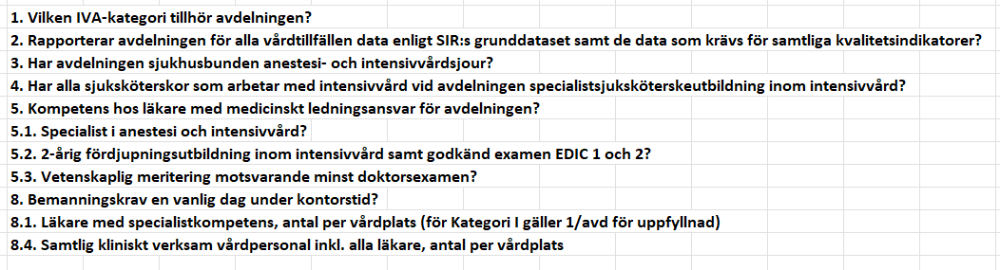 1. Vilken IVA-kategori tillhör avdelningen?
2. Rapporterar avdelningen för alla vårdtillfällen data enligt SIR:s grunddataset samt de data som krävs för samtliga kvalitetsindikatorer?
3. Har avdelningen sjukhusbunden anestesi- och intensivvårdsjour?
4. Har alla sjuksköterskor som arbetar med intensivvård vid avdelningen specialistsjuksköterskeutbildning inom intensivvård?
5. Kompetens hos läkare med medicinskt ledningsansvar för avdelningen?
5.1. Specialist i anestesi och intensivvård?
5.2. 2-årig fördjupningsutbildning inom intensivvård samt godkänd examen EDIC 1 och 2?
5.3. Vetenskaplig meritering motsvarande minst doktorsexamen?
8. Bemanningskrav en vanlig dag under kontorstid?
8.1. Läkare med specialistkompetens, antal per vårdplats (för Kategori I gäller 1/avd för uppfyllnad)
8.4. Samtlig kliniskt verksam vårdpersonal inkl. alla läkare, antal per vårdplats